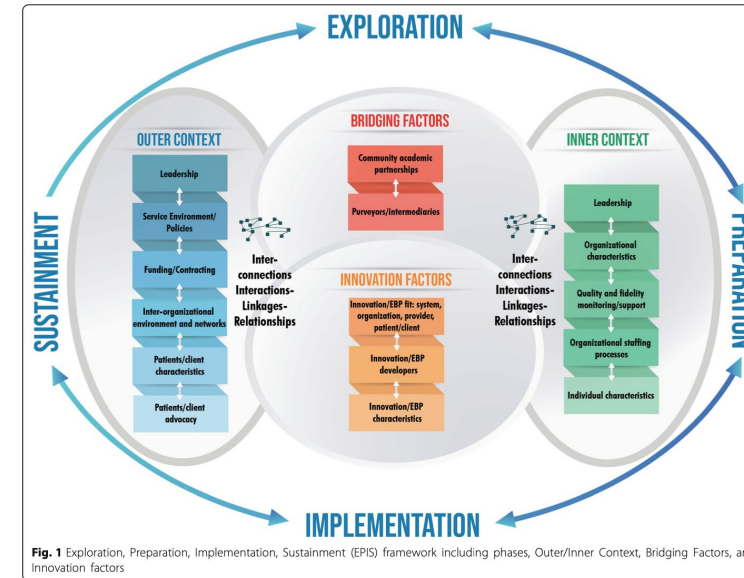 EXPLORATION
BRIDGING FACTORS
Community academic
partnerships
Purveyors/intermediaries
OUTER CONTEXT
Leadership
Service Environment/
Policies
Funding/Contracting
Inter-organizational
environment and networks
Patients/client
characteristics
Patients/client
advocacy
Inter-
connections
Interactions-
Linkages-
Relationships
INNOVATION FACTORS
Innovation/EBP fit: system,
organization, provider,
patient/client
Innovation/EBP
developers
Innovation/EBP
characteristics
Inter-
connections
Interactions-
Linkages-
Relationships
INNER CONTEXT
Leadership
Organizational
characteristics
Quality and fidelity
monitoring/support
Organizational staffing
processes
Individual characteristics
SUSTAINMENT
PREPARATION
IMPLEMENTATION
Fig. 1 Exploration, Preparation, Implementation, Sustainment (EPIS) framework including phases, Outer/Inner Context, Bridging Factors, an
Innovation factors